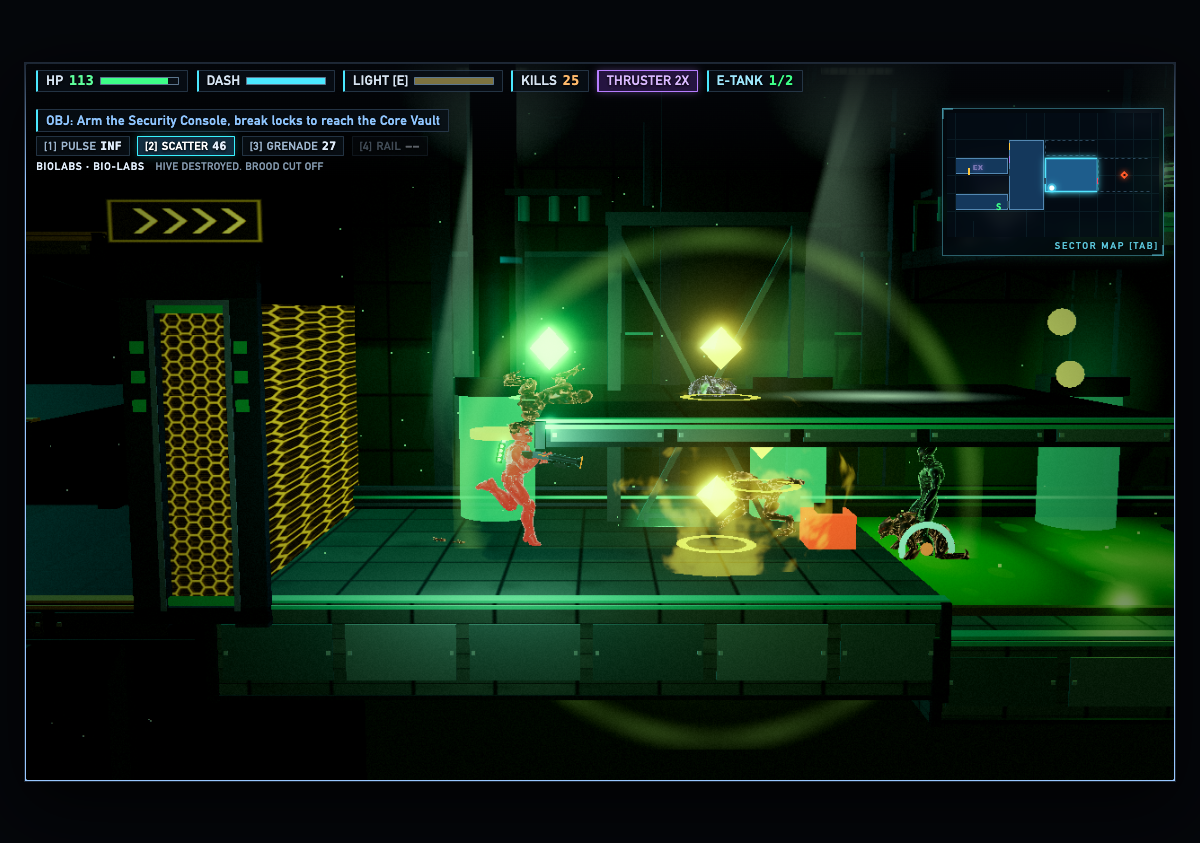 HP 113 DASH LIGHT [E] KILLS 25 THRUSTER 2X E-TANK 1/2
OBJ: Arm the Security Console, break locks to reach the Core Vault
[1] PULSE INF [2] SCATTER 46 [3] GRENADE 27 [4] RAIL --
BIOLABS · BIO-LABS HIVE DESTROYED. BROOD CUT OFF
EX
S
SECTOR MAP [TAB]